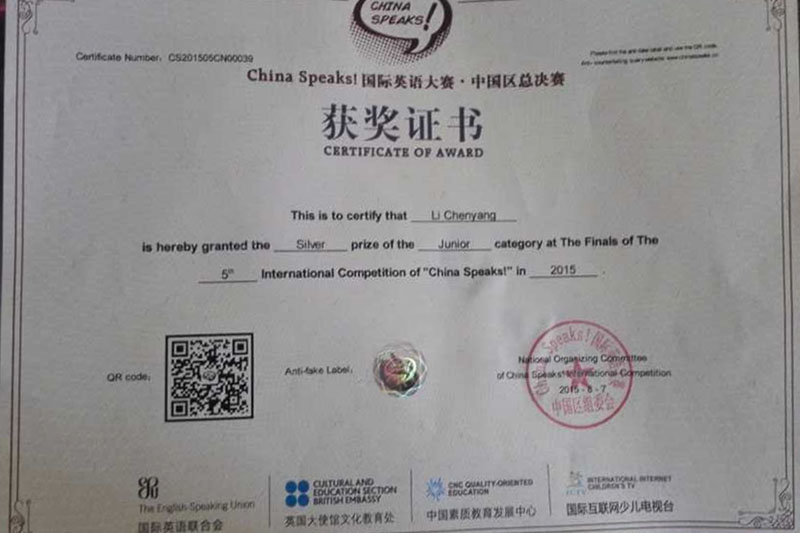 CHINA
SPEAKS!
Certificate Number: CS201505CN00039
China Speaks! 国际英语大赛·中国区总决赛
获奖证书
CERTIFICATE OF AWARD
This is to certify that Li Chenyang
is hereby granted the Silver prize of the Junior category at The Finals of The
5th International Competition of "China Speaks!" in 2015 .
QR code:
Anti-fake Label:
National Organizing Committee
of China Speaks! International Competition
2015-8-7
中国区组委会
The English-Speaking Union
国际英语联合会
CULTURAL AND
EDUCATION SECTION
BRITISH EMBASSY
英国大使馆文化教育处
CNC QUALITY-ORIENTED
EDUCATION
中国素质教育发展中心
INTERNATIONAL INTERNET
CHILDREN'S TV
国际互联网少儿电视台